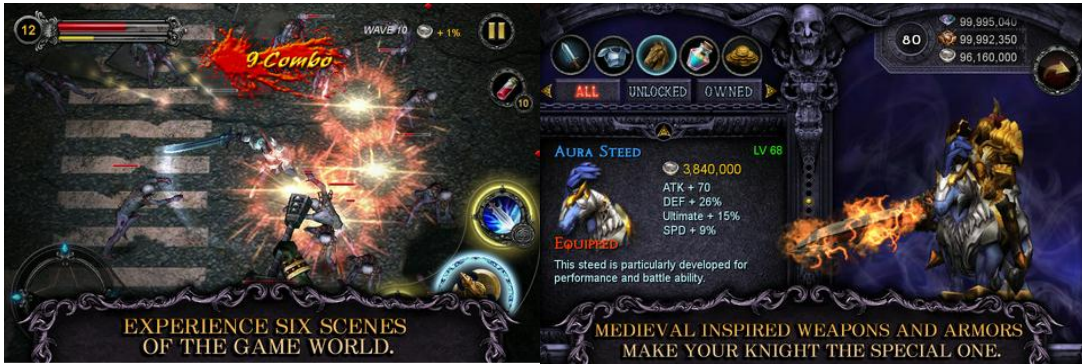 12
WAVE 10
+ 1%
9 Combo
10
EXPERIENCE SIX SCENES
OF THE GAME WORLD.
80
99,995,040
99,992,350
96,160,000
ALL
UNLOCKED
OWNED
AURA STEED
LV 68
3,840,000
ATK + 70
DEF + 26%
Ultimate + 15%
SPD + 9%
EQUIPPED
This steed is particularly developed for
performance and battle ability.
MEDIEVAL INSPIRED WEAPONS AND ARMORS
MAKE YOUR KNIGHT THE SPECIAL ONE.